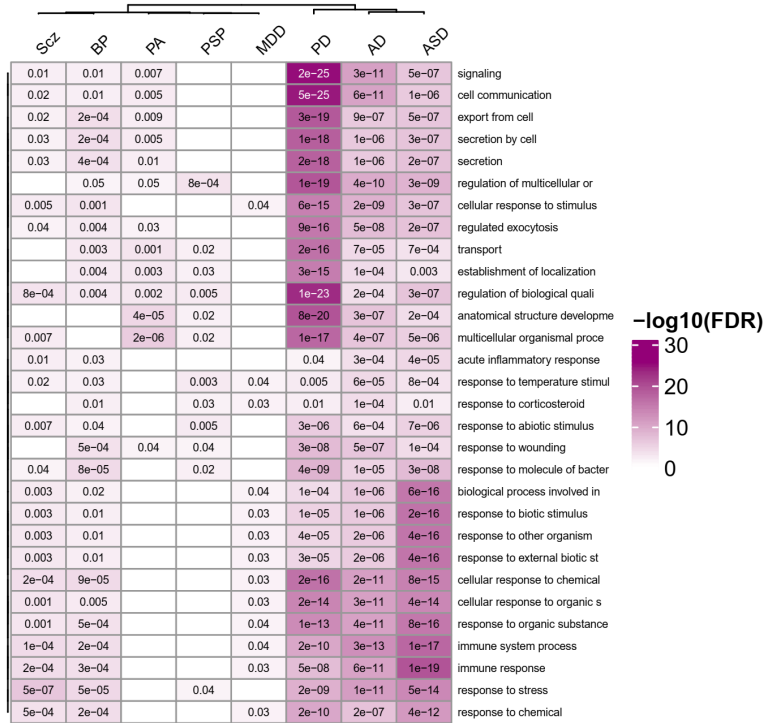 Scz BP PA PSP MDD PD AD ASD
0.01 0.01 0.007 2e−25 3e−11 5e−07 signaling
0.02 0.01 0.005 5e−25 6e−11 1e−06 cell communication
0.02 2e−04 0.009 3e−19 9e−07 5e−07 export from cell
0.03 2e−04 0.005 1e−18 1e−06 3e−07 secretion by cell
0.03 4e−04 0.01 2e−18 1e−06 2e−07 secretion
0.05 0.05 8e−04 1e−19 4e−10 3e−09 regulation of multicellular or
0.005 0.001 0.04 6e−15 2e−09 3e−07 cellular response to stimulus
0.04 0.004 0.03 9e−16 5e−08 2e−07 regulated exocytosis
0.003 0.001 0.02 2e−16 7e−05 7e−04 transport
0.004 0.003 0.03 3e−15 1e−04 0.003 establishment of localization
8e−04 0.004 0.002 0.005 1e−23 2e−04 3e−07 regulation of biological quali
4e−05 0.02 8e−20 3e−07 2e−04 anatomical structure developme
0.007 2e−06 0.02 1e−17 4e−07 5e−06 multicellular organismal proce
0.01 0.03 0.04 3e−04 4e−05 acute inflammatory response
0.02 0.03 0.003 0.04 0.005 6e−05 8e−04 response to temperature stimul
0.01 0.03 0.03 0.01 1e−04 0.01 response to corticosteroid
0.007 0.04 0.005 3e−06 6e−04 7e−06 response to abiotic stimulus
5e−04 0.04 0.04 3e−08 5e−07 1e−04 response to wounding
0.04 8e−05 0.02 4e−09 1e−05 3e−08 response to molecule of bacter
0.003 0.02 0.04 1e−04 1e−06 6e−16 biological process involved in
0.003 0.01 0.03 1e−05 1e−06 2e−16 response to biotic stimulus
0.003 0.01 0.03 4e−05 2e−06 4e−16 response to other organism
0.003 0.01 0.03 3e−05 2e−06 4e−16 response to external biotic st
2e−04 9e−05 0.03 2e−16 2e−11 8e−15 cellular response to chemical
0.001 0.005 0.03 2e−14 3e−11 4e−14 cellular response to organic s
0.001 5e−04 0.04 1e−13 4e−11 8e−16 response to organic substance
1e−04 2e−04 0.04 2e−10 3e−13 1e−17 immune system process
2e−04 3e−04 0.03 5e−08 6e−11 1e−19 immune response
5e−07 5e−05 0.04 2e−09 1e−11 5e−14 response to stress
5e−04 2e−04 0.03 2e−10 2e−07 4e−12 response to chemical
−log10(FDR)
30
20
10
0